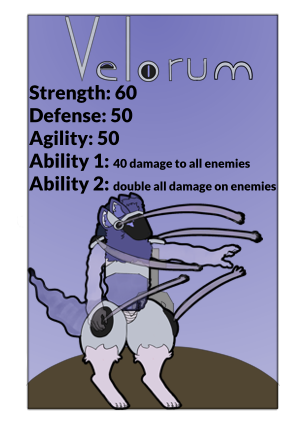 Velorum
Strength: 60
Defense: 50
Agility: 50
Ability 1: 40 damage to all enemies
Ability 2: double all damage on enemies